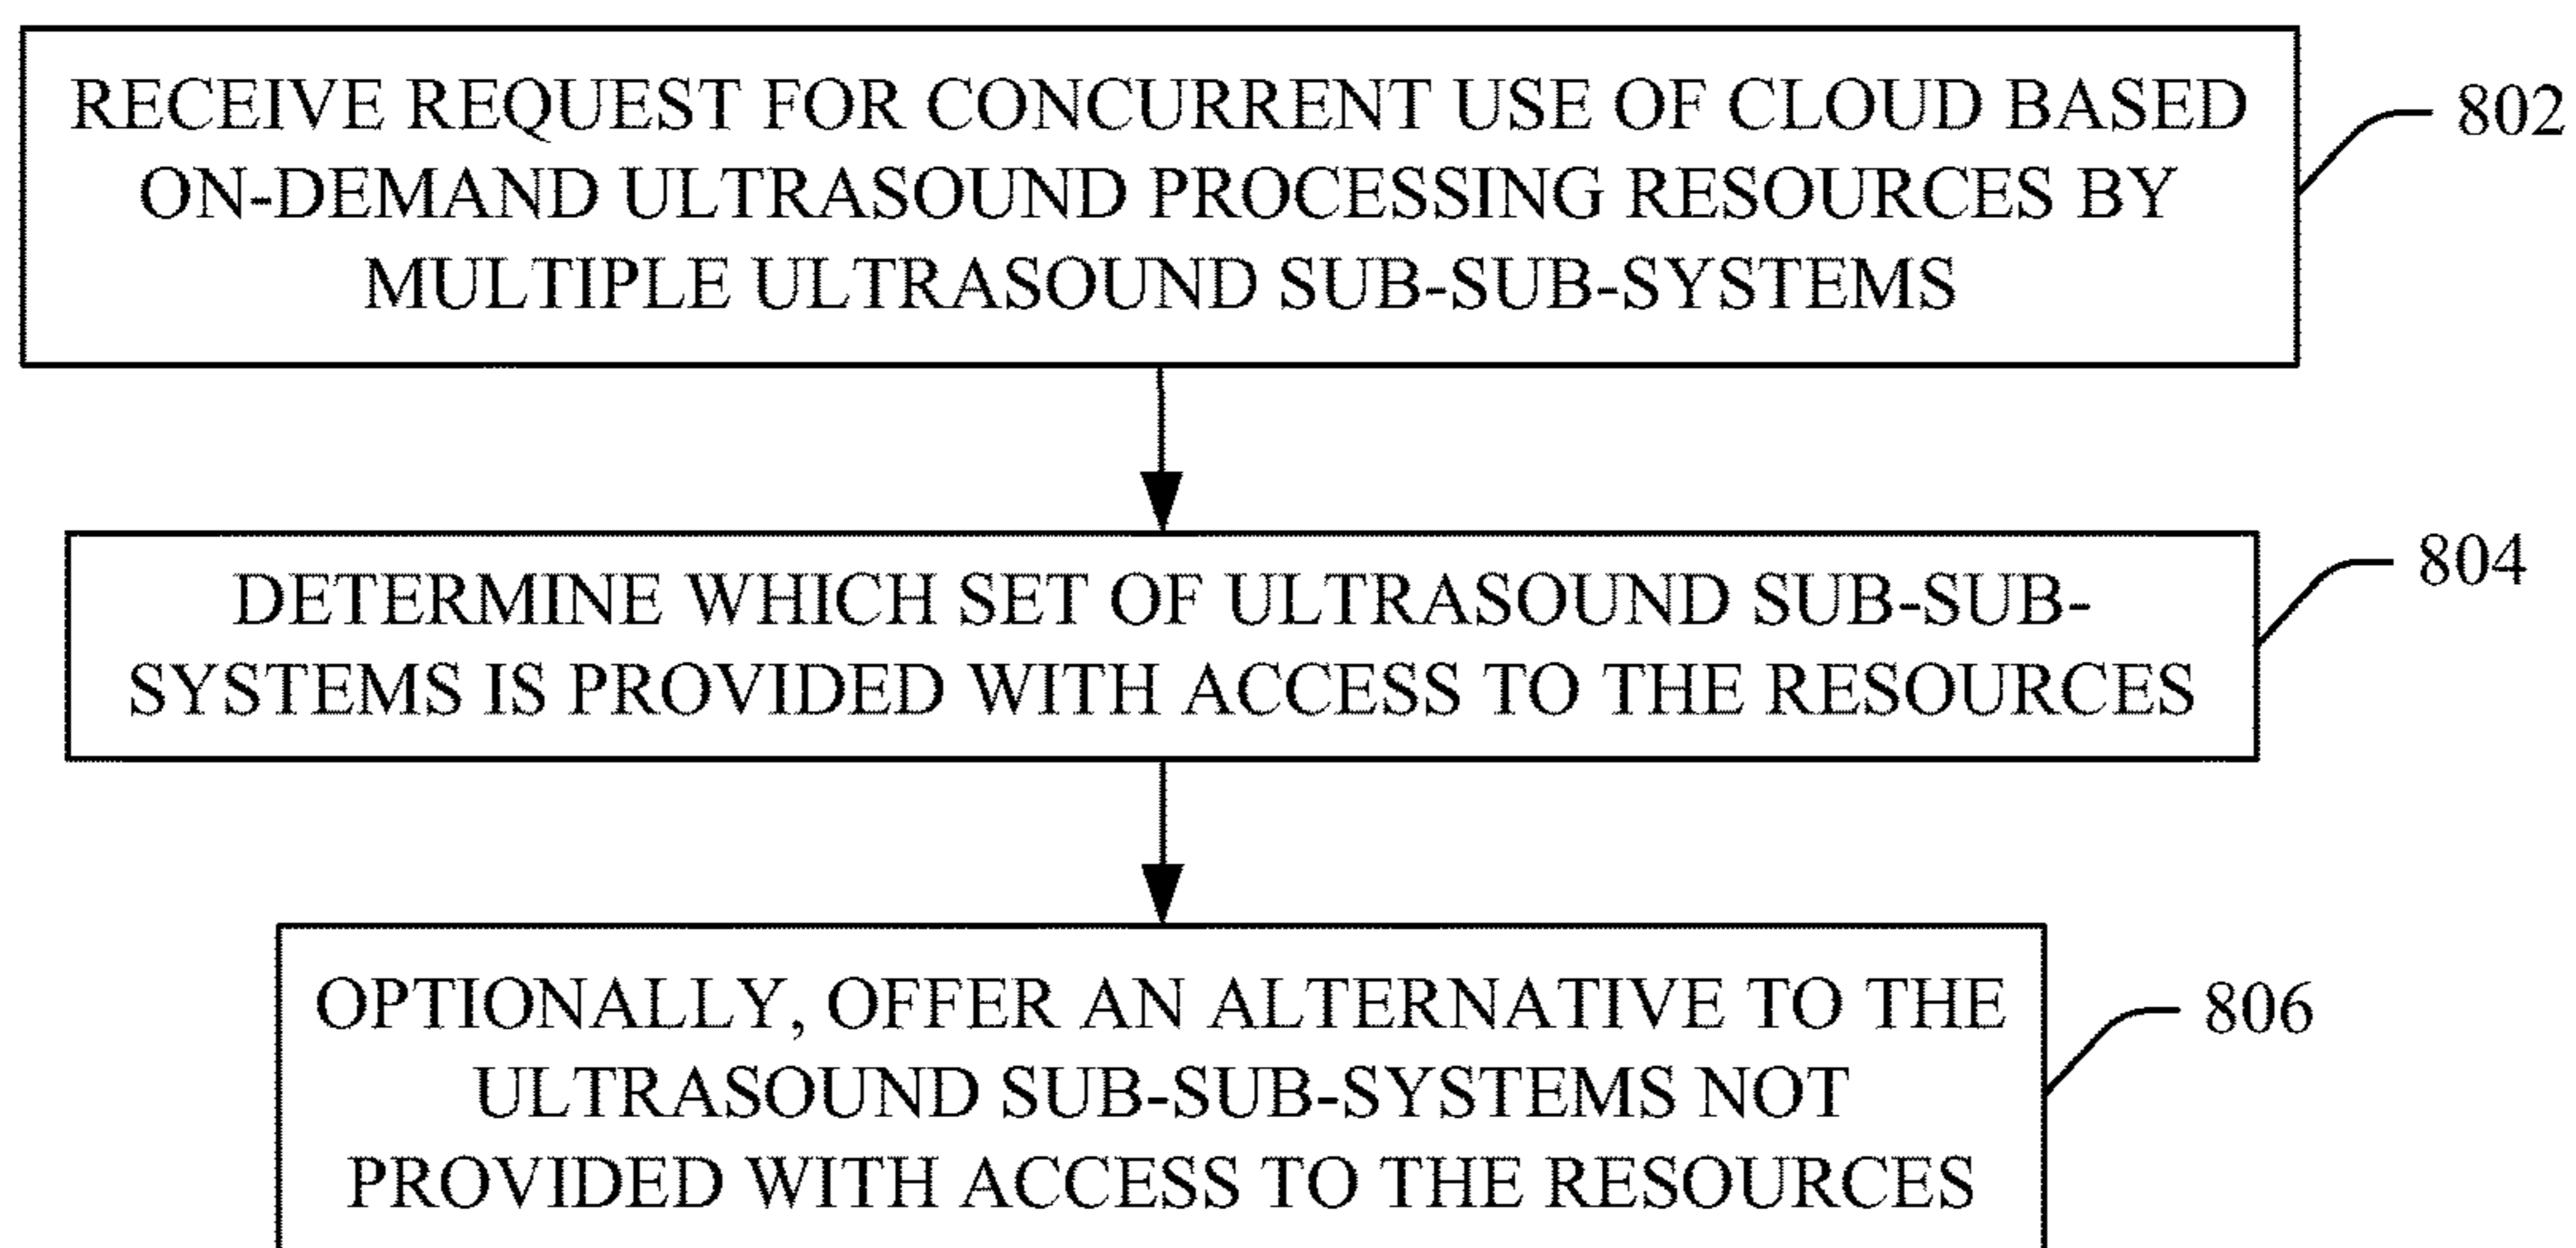 RECEIVE REQUEST FOR CONCURRENT USE OF CLOUD BASED
ON-DEMAND ULTRASOUND PROCESSING RESOURCES BY
MULTIPLE ULTRASOUND SUB-SUB-SYSTEMS
802
DETERMINE WHICH SET OF ULTRASOUND SUB-SUB-
SYSTEMS IS PROVIDED WITH ACCESS TO THE RESOURCES
804
OPTIONALLY, OFFER AN ALTERNATIVE TO THE
ULTRASOUND SUB-SUB-SYSTEMS NOT
PROVIDED WITH ACCESS TO THE RESOURCES
806